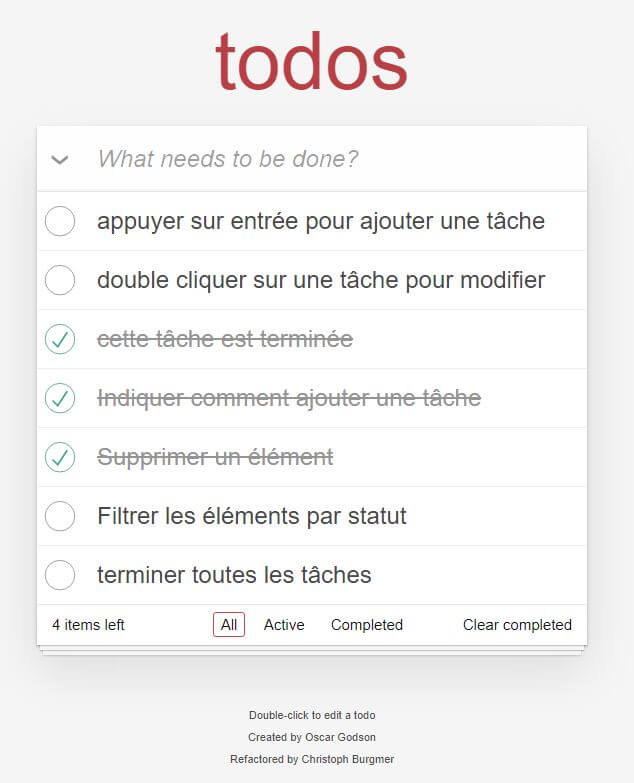 todos
What needs to be done?
appuyer sur entrée pour ajouter une tâche
double cliquer sur une tâche pour modifier
cette tâche est terminée
Indiquer comment ajouter une tâche
Supprimer un élément
Filtrer les éléments par statut
terminer toutes les tâches
4 items left All Active Completed Clear completed
Double-click to edit a todo
Created by Oscar Godson
Refactored by Christoph Burgmer